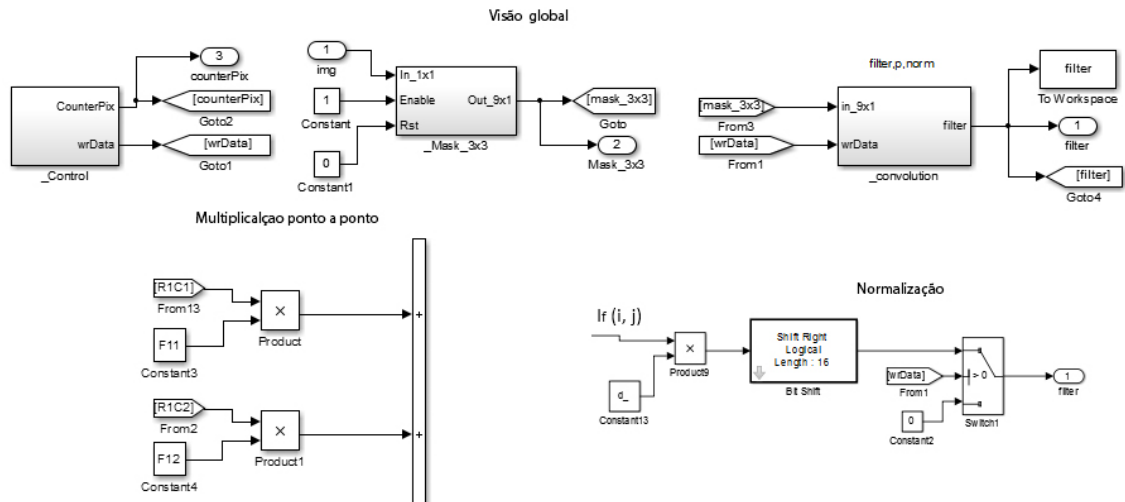 Visão global
3
counterPix
CounterPix
[counterPix]
Goto2
wrData
[wrData]
Goto1
_Control
1
img
In_1x1
1
Enable
Out_9x1
Constant
Rst
0
Constant1
_Mask_3x3
[mask_3x3]
Goto
2
Mask_3x3
filter,p,norm
[mask_3x3]
From3
in_9x1
[wrData]
wrData
From1
filter
_convolution
filter
To Workspace
1
filter
[filter]
Goto4
Multiplicalçao ponto a ponto
[R1C1]
From13
×
F11
Product
Constant3
+
[R1C2]
From2
×
F12
Product1
Constant4
+
Normalização
If (i, j)
×
Product9
d_
Constant13
Shift Right
Logical
Length : 16
Bit Shift
[wrData]
From1
> 0
0
Constant2
Switch1
1
filter